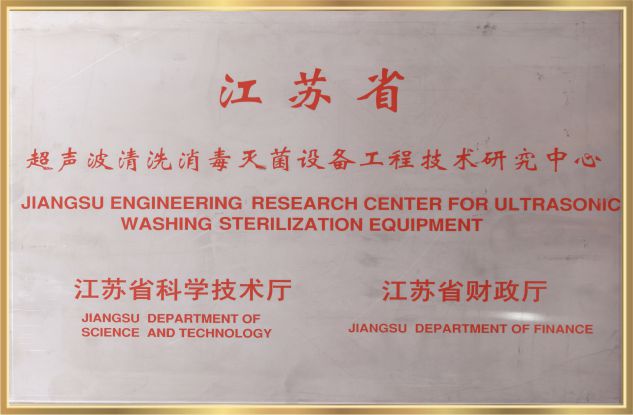 江苏省
超声波清洗消毒灭菌设备工程技术研究中心
JIANGSU ENGINEERING RESEARCH CENTER FOR ULTRASONIC
WASHING STERILIZATION EQUIPMENT
江苏省科学技术厅
JIANGSU DEPARTMENT OF
SCIENCE AND TECHNOLOGY
江苏省财政厅
JIANGSU DEPARTMENT OF FINANCE